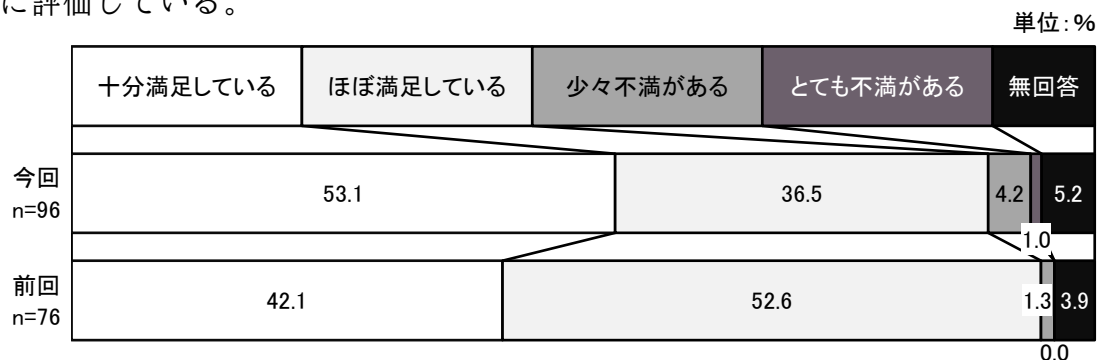 に評価している。
単位：％
十分満足している ほぼ満足している 少々不満がある とても不満がある 無回答
今回
n=96
53.1 36.5 4.2 1.0 5.2
前回
n=76
42.1 52.6 1.3 0.0 3.9